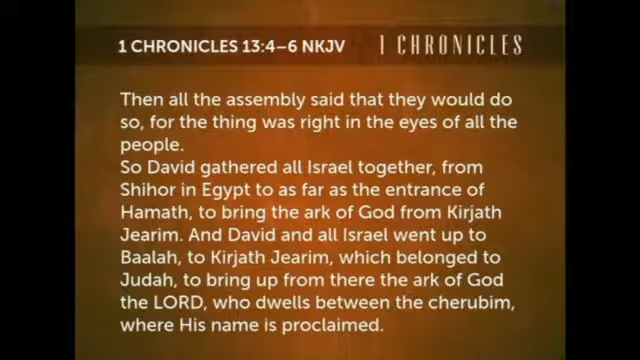 1 CHRONICLES 13:4–6 NKJV 1 CHRONICLES
Then all the assembly said that they would do
so, for the thing was right in the eyes of all the
people.
So David gathered all Israel together, from
Shihor in Egypt to as far as the entrance of
Hamath, to bring the ark of God from Kirjath
Jearim. And David and all Israel went up to
Baalah, to Kirjath Jearim, which belonged to
Judah, to bring up from there the ark of God
the LORD, who dwells between the cherubim,
where His name is proclaimed.